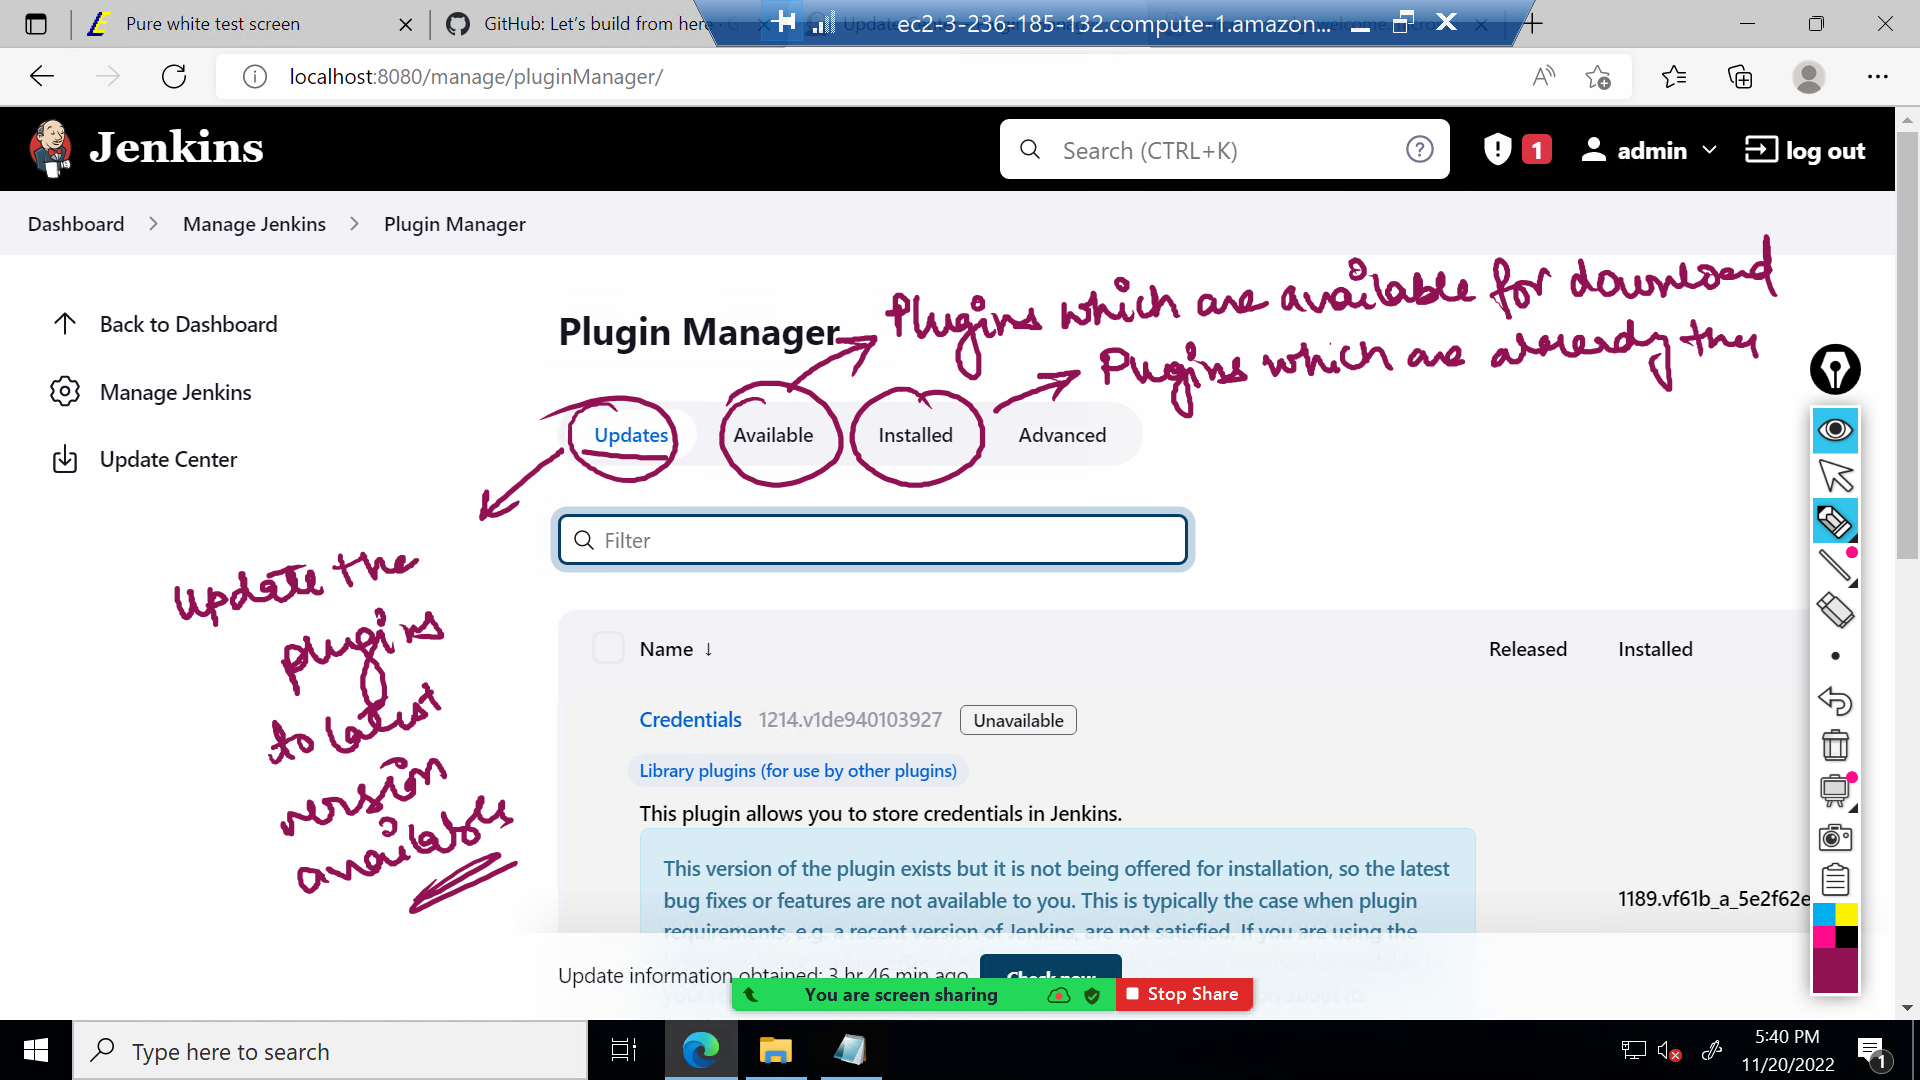 Pure white test screen
GitHub: Let's build from here · G
ec2-3-236-185-132.compute-1.amazon...
localhost:8080/manage/pluginManager/
Jenkins
Search (CTRL+K)
1
admin
log out
Dashboard
Manage Jenkins
Plugin Manager
Plugins which are available for download
Plugins which are already the
Back to Dashboard
Manage Jenkins
Update Center
Plugin Manager
Updates
Available
Installed
Advanced
Filter
Update the
plugins
to latest
version
available
Name ↓
Released
Installed
Credentials 1214.v1de940103927 Unavailable
Library plugins (for use by other plugins)
This plugin allows you to store credentials in Jenkins.
This version of the plugin exists but it is not being offered for installation, so the latest
bug fixes or features are not available to you. This is typically the case when plugin
requirements, e.g. a recent version of Jenkins, are not satisfied. If you are using the
1189.vf61b_a_5e2f62e
Update information obtained: 3 hr 46 min ago
Check now
You are screen sharing
Stop Share
Type here to search
5:40 PM
11/20/2022
1